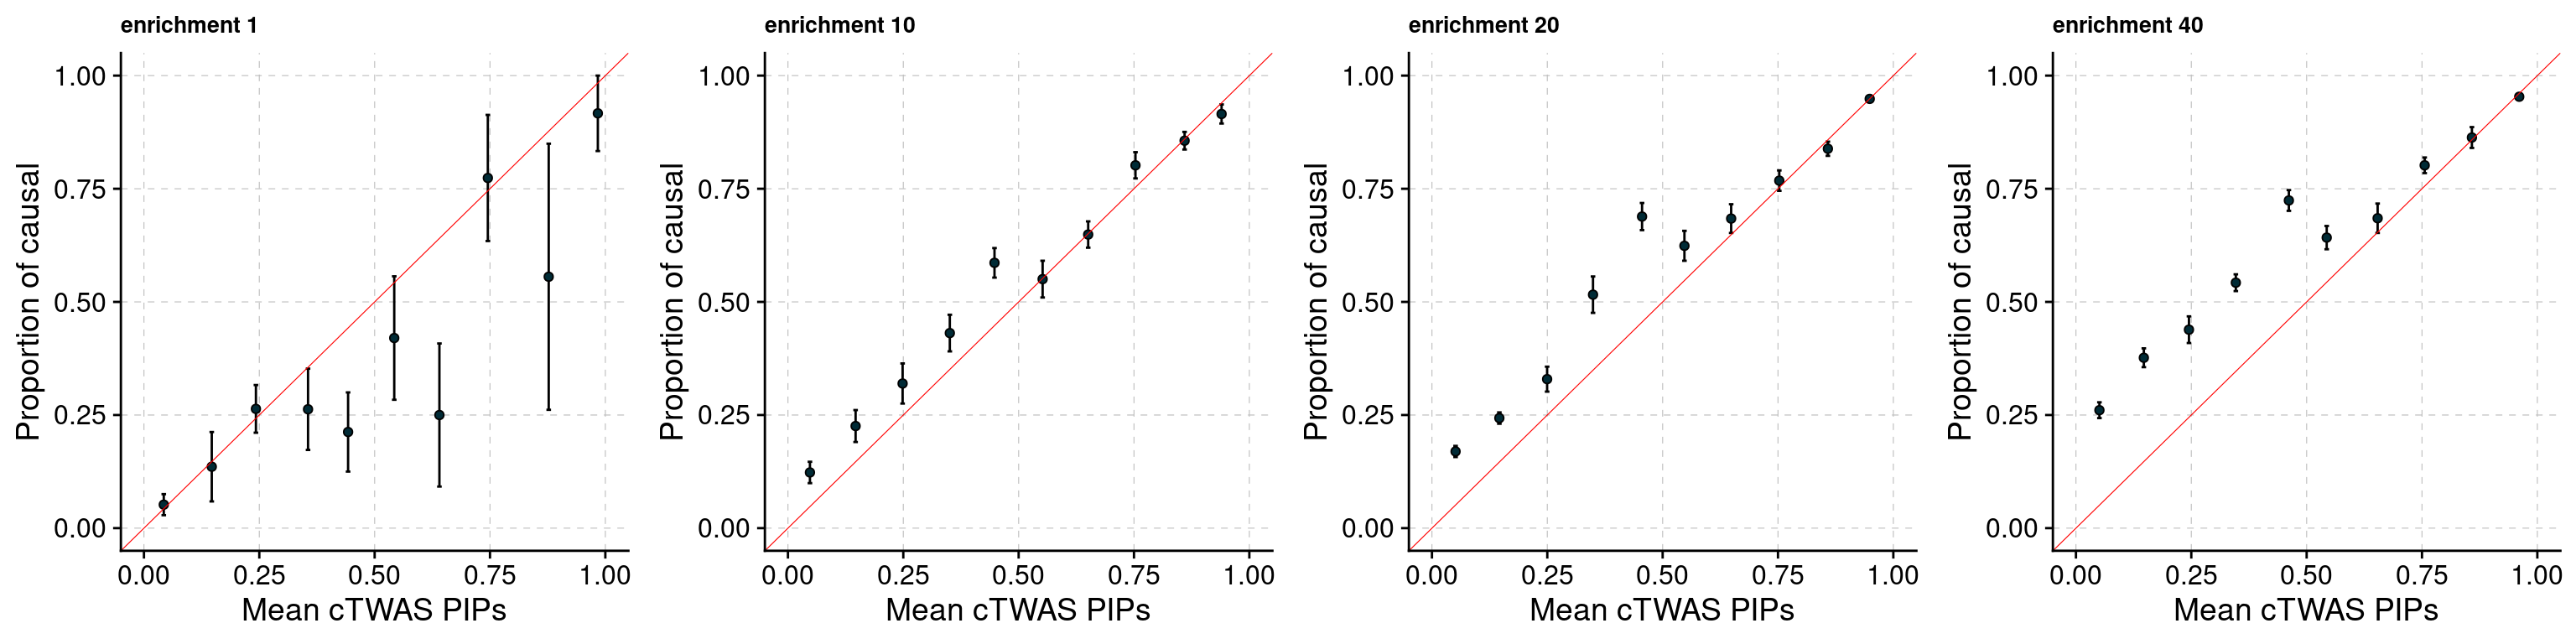 enrichment 1
1.00
0.75
0.50
0.25
0.00
Proportion of causal
0.00 0.25 0.50 0.75 1.00
Mean cTWAS PIPs
enrichment 10
1.00
0.75
0.50
0.25
0.00
Proportion of causal
0.00 0.25 0.50 0.75 1.00
Mean cTWAS PIPs
enrichment 20
1.00
0.75
0.50
0.25
0.00
Proportion of causal
0.00 0.25 0.50 0.75 1.00
Mean cTWAS PIPs
enrichment 40
1.00
0.75
0.50
0.25
0.00
Proportion of causal
0.00 0.25 0.50 0.75 1.00
Mean cTWAS PIPs